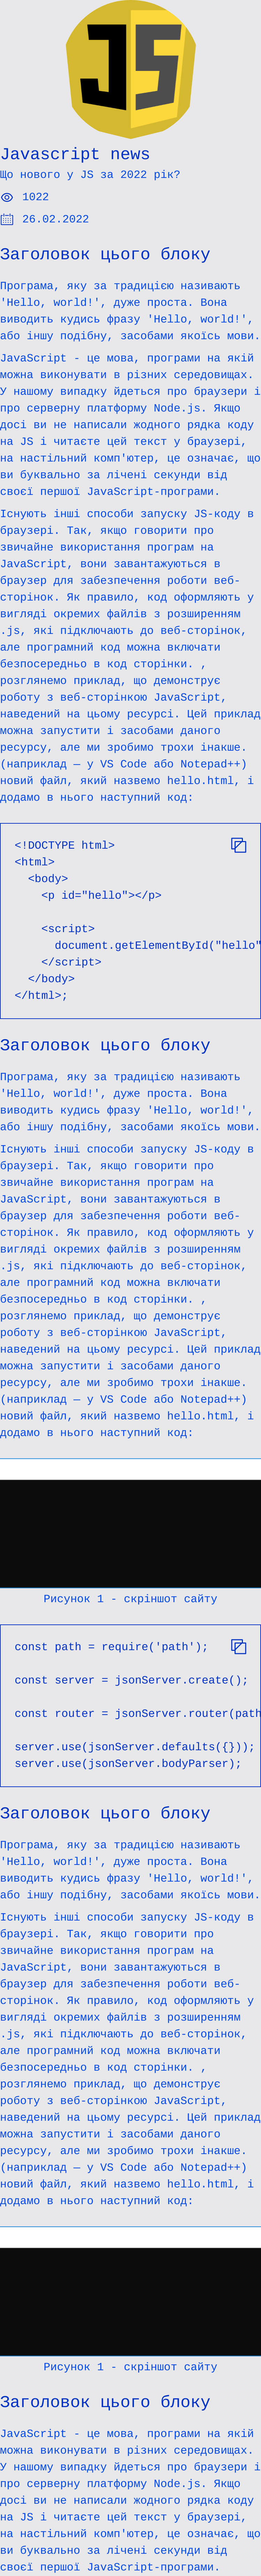 JS
Javascript news
Що нового у JS за 2022 рік?
1022
26.02.2022
Заголовок цього блоку
Програма, яку за традицією називають
'Hello, world!', дуже проста. Вона
виводить кудись фразу 'Hello, world!',
або іншу подібну, засобами якоїсь мови.
JavaScript - це мова, програми на якій
можна виконувати в різних середовищах.
У нашому випадку йдеться про браузери і
про серверну платформу Node.js. Якщо
досі ви не написали жодного рядка коду
на JS і читаєте цей текст у браузері,
на настільний комп'ютер, це означає, що
ви буквально за лічені секунди від
своєї першої JavaScript-програми.
Існують інші способи запуску JS-коду в
браузері. Так, якщо говорити про
звичайне використання програм на
JavaScript, вони завантажуються в
браузер для забезпечення роботи веб-
сторінок. Як правило, код оформляють у
вигляді окремих файлів з розширенням
.js, які підключають до веб-сторінок,
але програмний код можна включати
безпосередньо в код сторінки. ,
розглянемо приклад, що демонструє
роботу з веб-сторінкою JavaScript,
наведений на цьому ресурсі. Цей приклад
можна запустити і засобами даного
ресурсу, але ми зробимо трохи інакше.
(наприклад — у VS Code або Notepad++)
новий файл, який назвемо hello.html, і
додамо в нього наступний код:
<!DOCTYPE html>
<html>
<body>
<p id="hello"></p>
<script>
document.getElementById("hello"
</script>
</body>
</html>;
Заголовок цього блоку
Програма, яку за традицією називають
'Hello, world!', дуже проста. Вона
виводить кудись фразу 'Hello, world!',
або іншу подібну, засобами якоїсь мови.
Існують інші способи запуску JS-коду в
браузері. Так, якщо говорити про
звичайне використання програм на
JavaScript, вони завантажуються в
браузер для забезпечення роботи веб-
сторінок. Як правило, код оформляють у
вигляді окремих файлів з розширенням
.js, які підключають до веб-сторінок,
але програмний код можна включати
безпосередньо в код сторінки. ,
розглянемо приклад, що демонструє
роботу з веб-сторінкою JavaScript,
наведений на цьому ресурсі. Цей приклад
можна запустити і засобами даного
ресурсу, але ми зробимо трохи інакше.
(наприклад — у VS Code або Notepad++)
новий файл, який назвемо hello.html, і
додамо в нього наступний код:
Рисунок 1 - скріншот сайту
const path = require('path');
const server = jsonServer.create();
const router = jsonServer.router(path
server.use(jsonServer.defaults({}));
server.use(jsonServer.bodyParser);
Заголовок цього блоку
Програма, яку за традицією називають
'Hello, world!', дуже проста. Вона
виводить кудись фразу 'Hello, world!',
або іншу подібну, засобами якоїсь мови.
Існують інші способи запуску JS-коду в
браузері. Так, якщо говорити про
звичайне використання програм на
JavaScript, вони завантажуються в
браузер для забезпечення роботи веб-
сторінок. Як правило, код оформляють у
вигляді окремих файлів з розширенням
.js, які підключають до веб-сторінок,
але програмний код можна включати
безпосередньо в код сторінки. ,
розглянемо приклад, що демонструє
роботу з веб-сторінкою JavaScript,
наведений на цьому ресурсі. Цей приклад
можна запустити і засобами даного
ресурсу, але ми зробимо трохи інакше.
(наприклад — у VS Code або Notepad++)
новий файл, який назвемо hello.html, і
додамо в нього наступний код:
Рисунок 1 - скріншот сайту
Заголовок цього блоку
JavaScript - це мова, програми на якій
можна виконувати в різних середовищах.
У нашому випадку йдеться про браузери і
про серверну платформу Node.js. Якщо
досі ви не написали жодного рядка коду
на JS і читаєте цей текст у браузері,
на настільний комп'ютер, це означає, що
ви буквально за лічені секунди від
своєї першої JavaScript-програми.